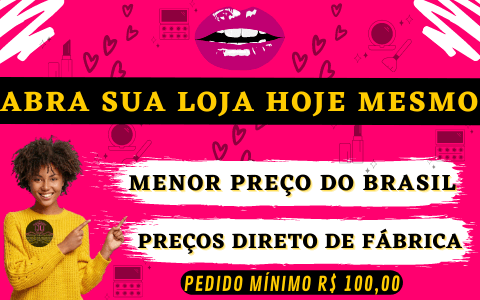 ABRA SUA LOJA HOJE MESMO
MENOR PREÇO DO BRASIL
PREÇOS DIRETO DE FÁBRICA
PEDIDO MÍNIMO R$ 100,00